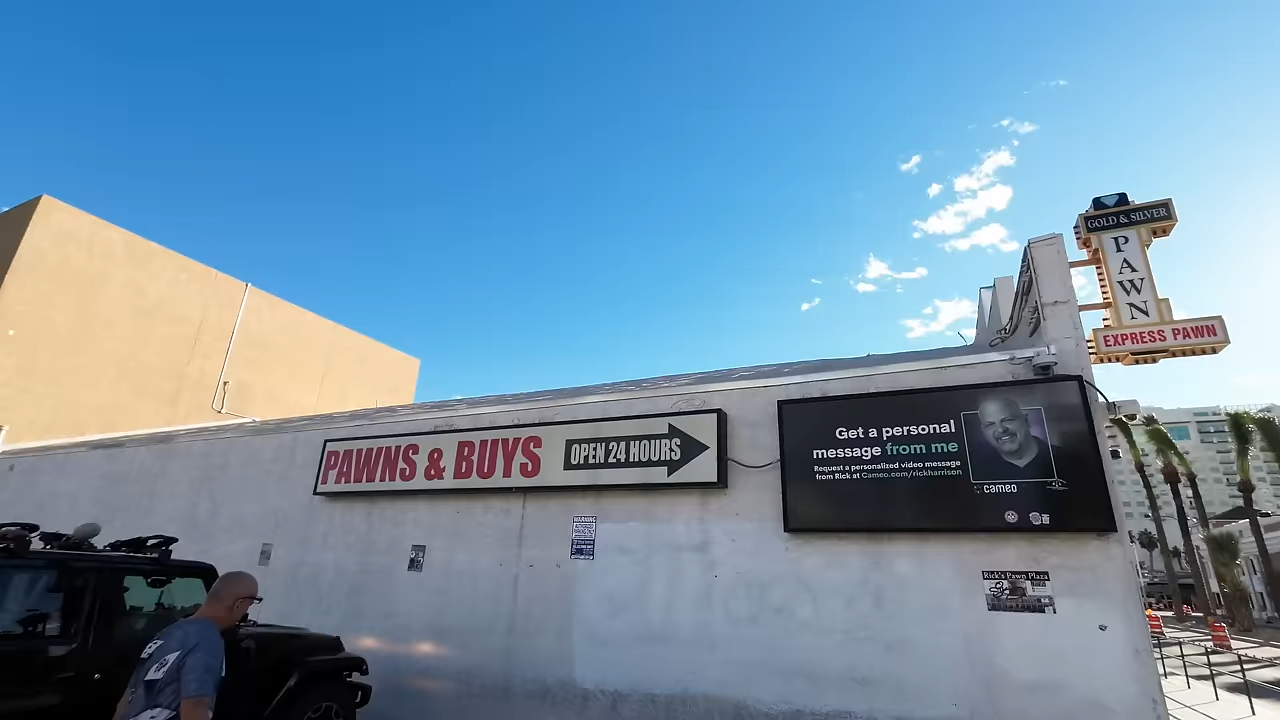 GOLD & SILVER
PAWN
EXPRESS PAWN
PAWNS & BUYS
OPEN 24 HOURS
Get a personal
message from me
Request a personalized video message
from Rick at Cameo.com/rickharrison
cameo
WARNING
Rick's Pawn Plaza